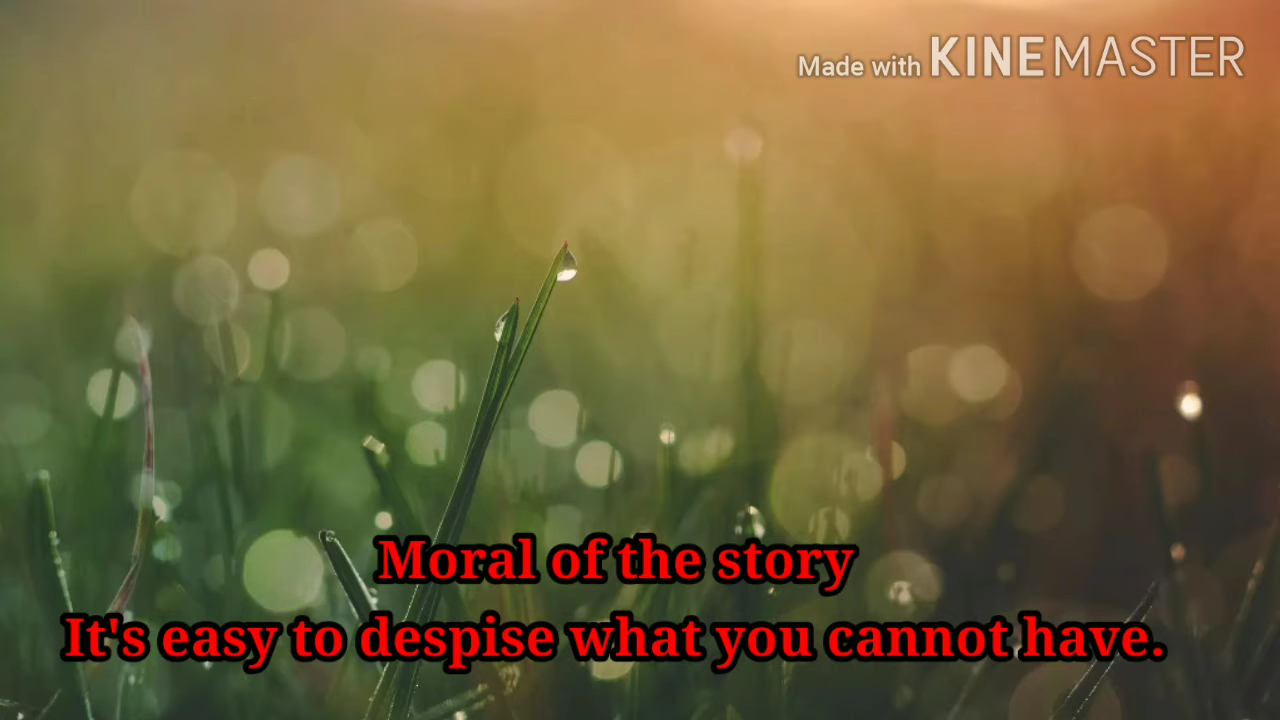 Made with KINEMASTER
Moral of the story
It's easy to despise what you cannot have.